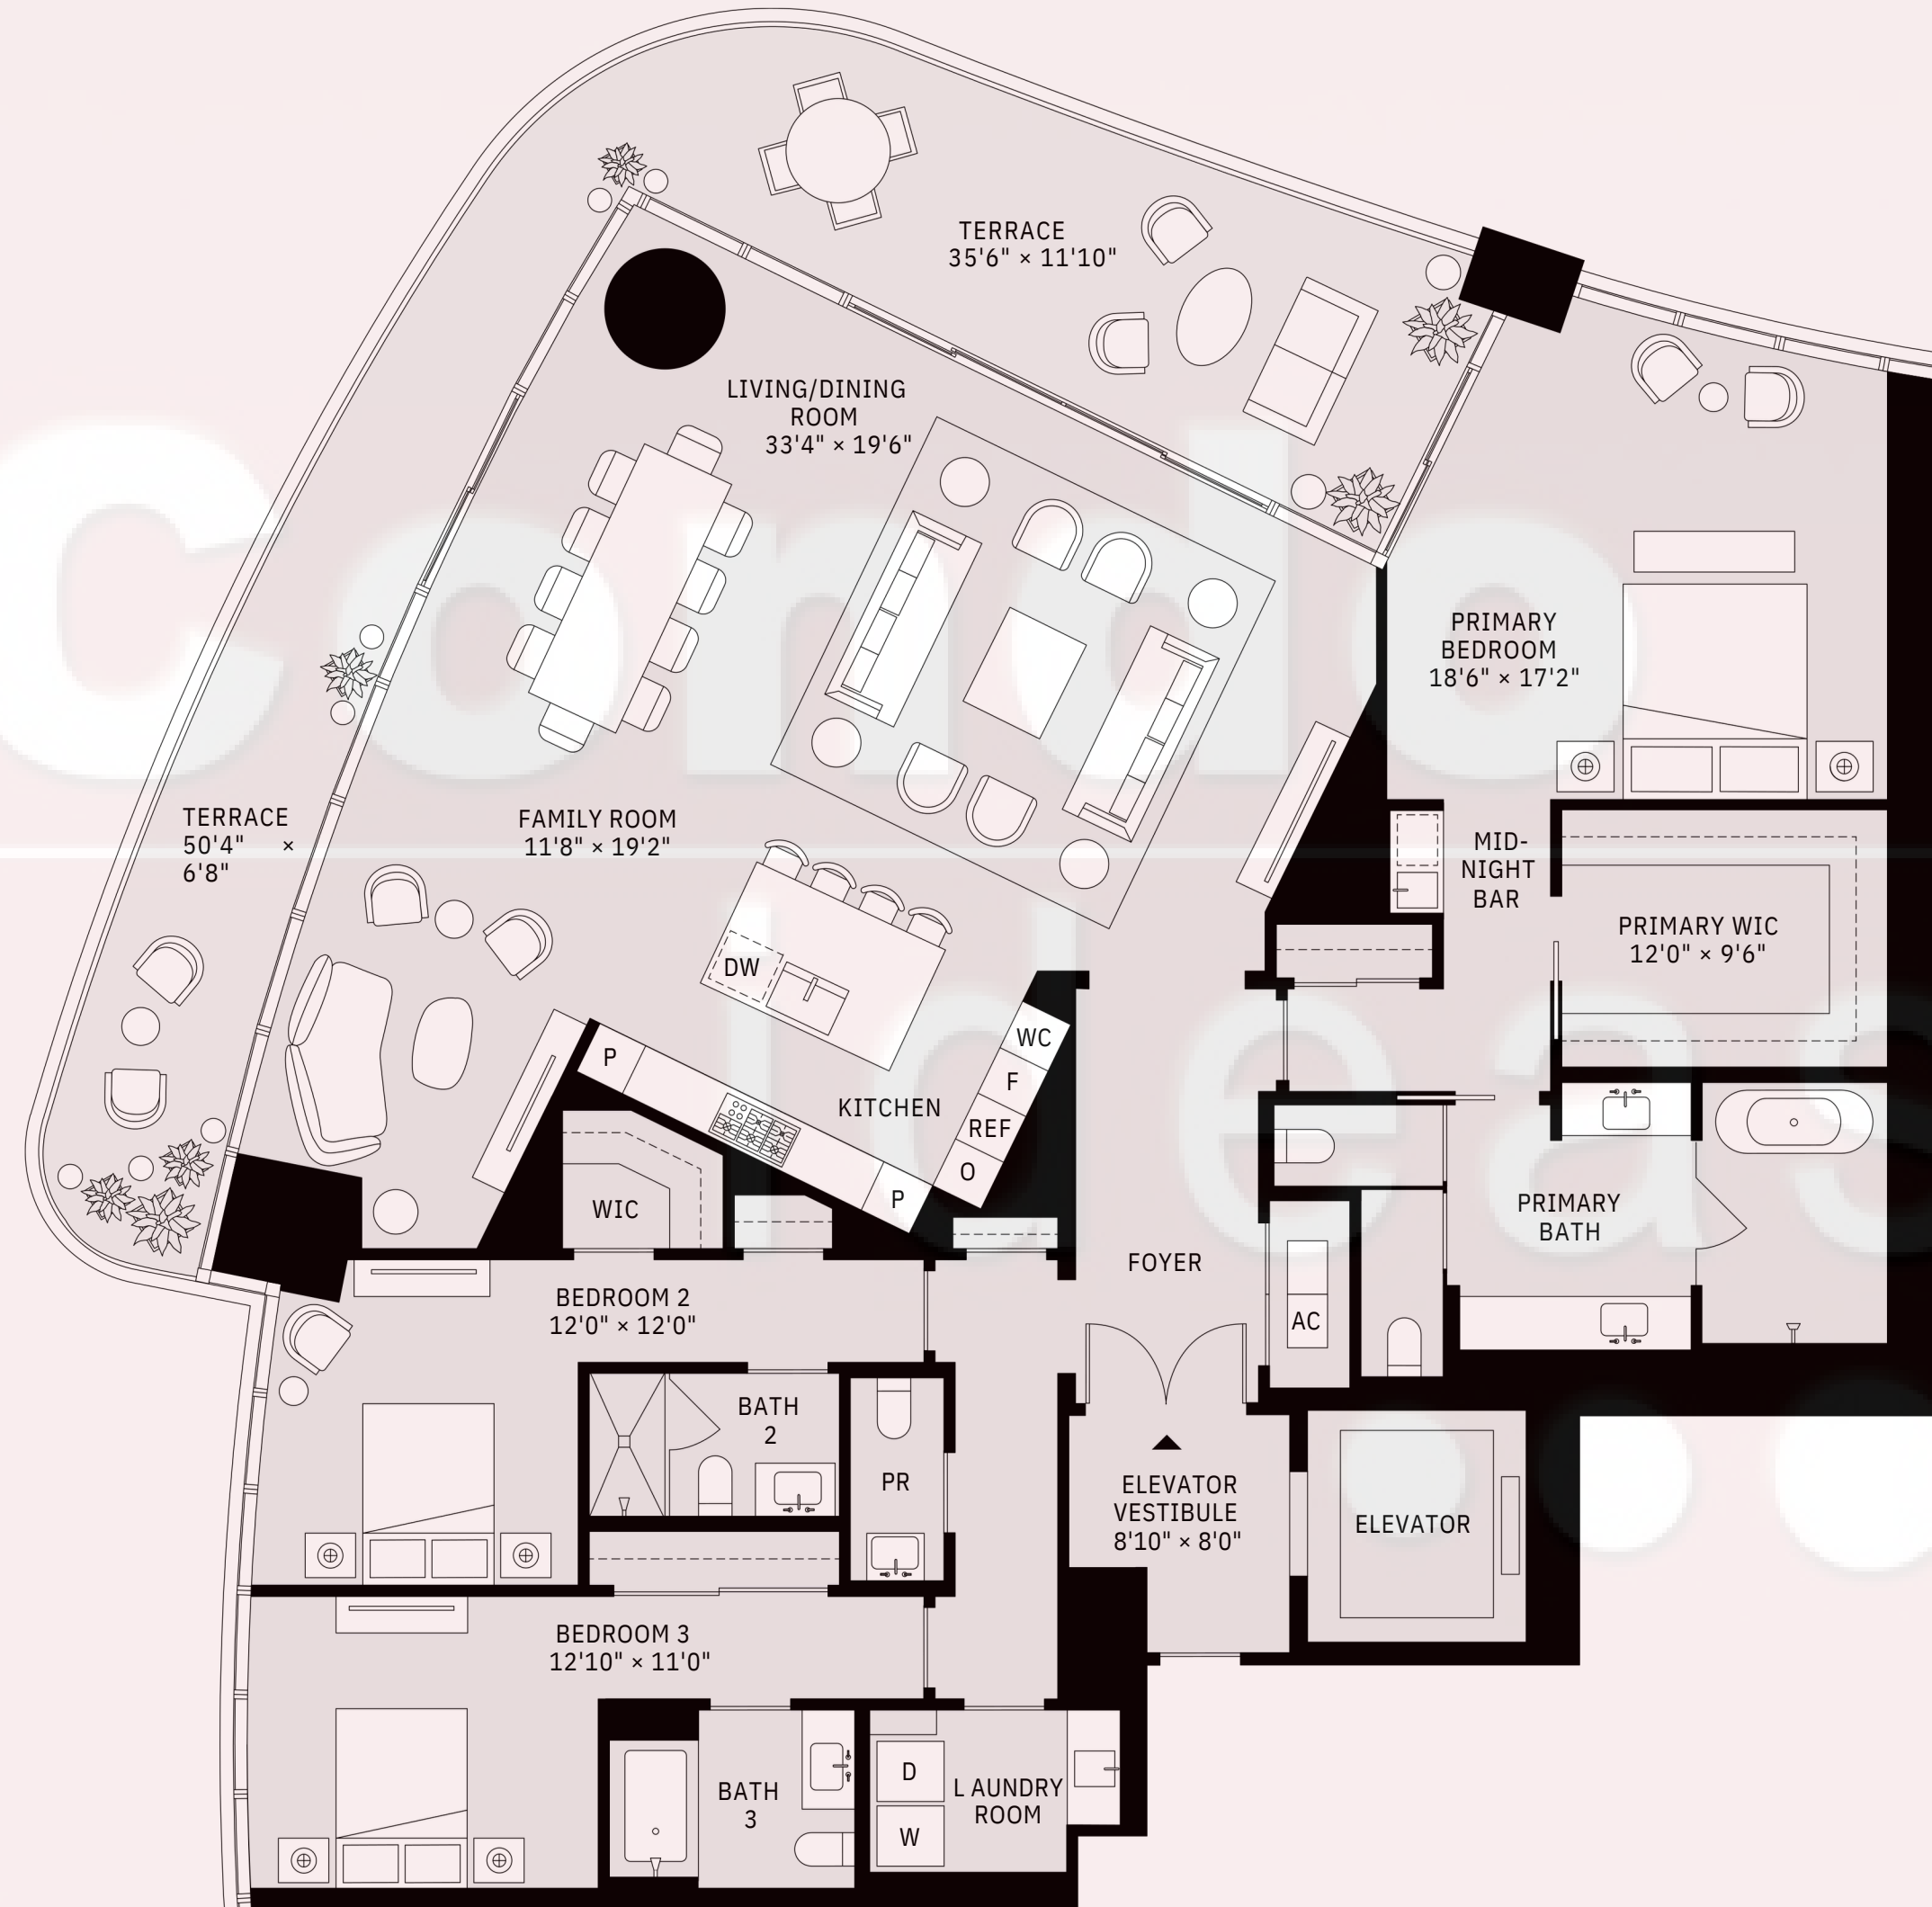 TERRACE
35'6" × 11'10"
LIVING/DINING
ROOM
33'4" × 19'6"
PRIMARY
BEDROOM
18'6" × 17'2"
TERRACE
50'4" ×
6'8"
FAMILY ROOM
11'8" × 19'2"
MID-
NIGHT
BAR
PRIMARY WIC
12'0" × 9'6"
DW
P
WC
F
REF
O
KITCHEN
P
WIC
PRIMARY
BATH
FOYER
AC
BEDROOM 2
12'0" × 12'0"
BATH
2
PR
ELEVATOR
VESTIBULE
8'10" × 8'0"
ELEVATOR
BEDROOM 3
12'10" × 11'0"
BATH
3
D
W
L AUNDRY
ROOM
Condo
Ideas